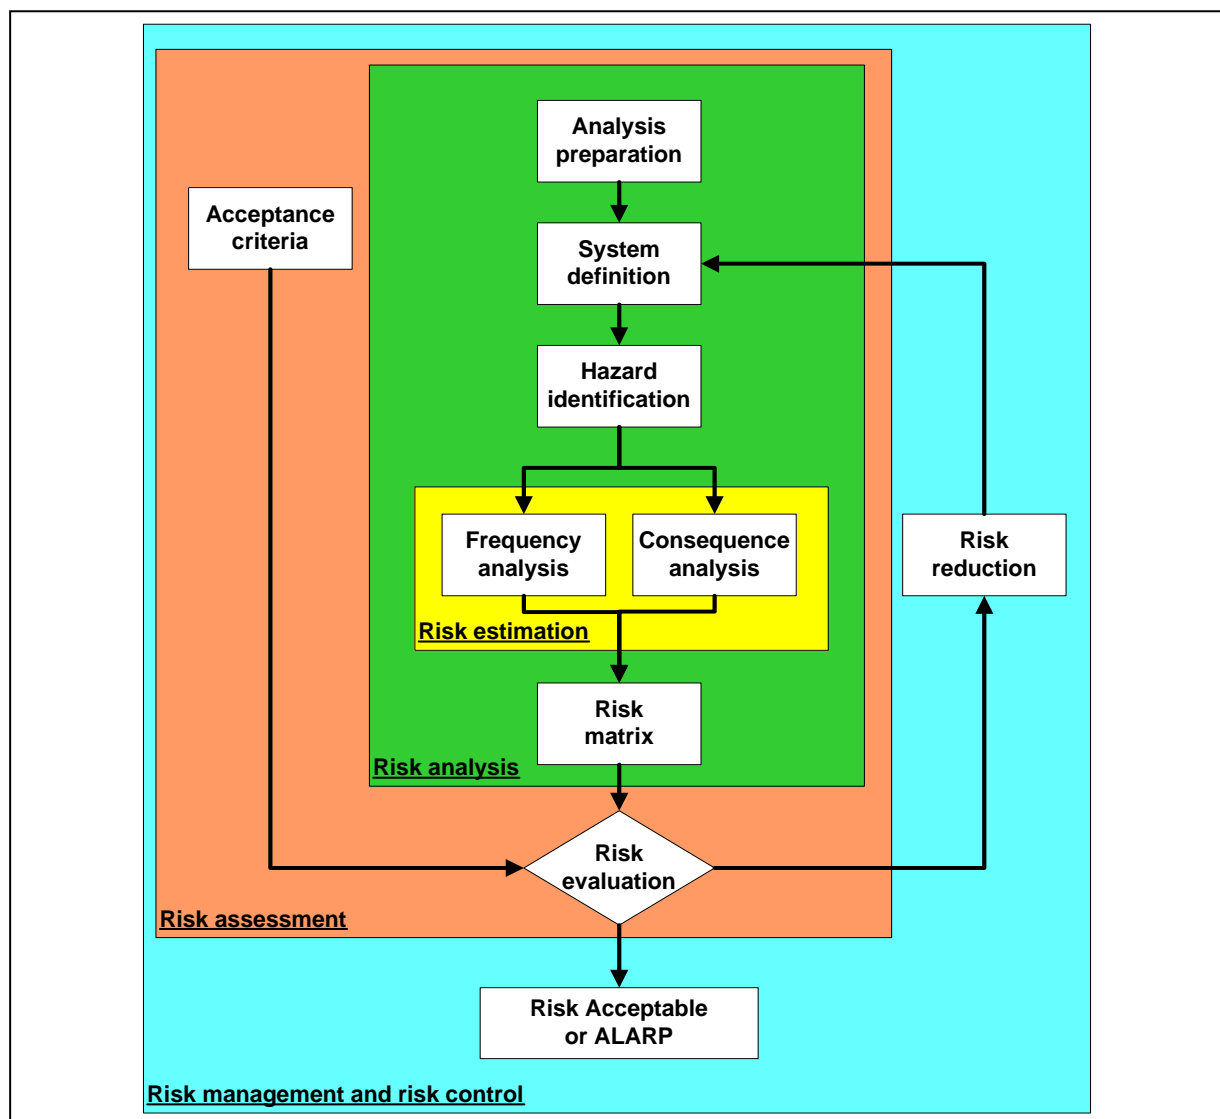 Analysis
preparation
Acceptance
criteria
System
definition
Hazard
identification
Frequency
analysis
Consequence
analysis
Risk
reduction
Risk estimation
Risk
matrix
Risk analysis
Risk
evaluation
Risk assessment
Risk Acceptable
or ALARP
Risk management and risk control